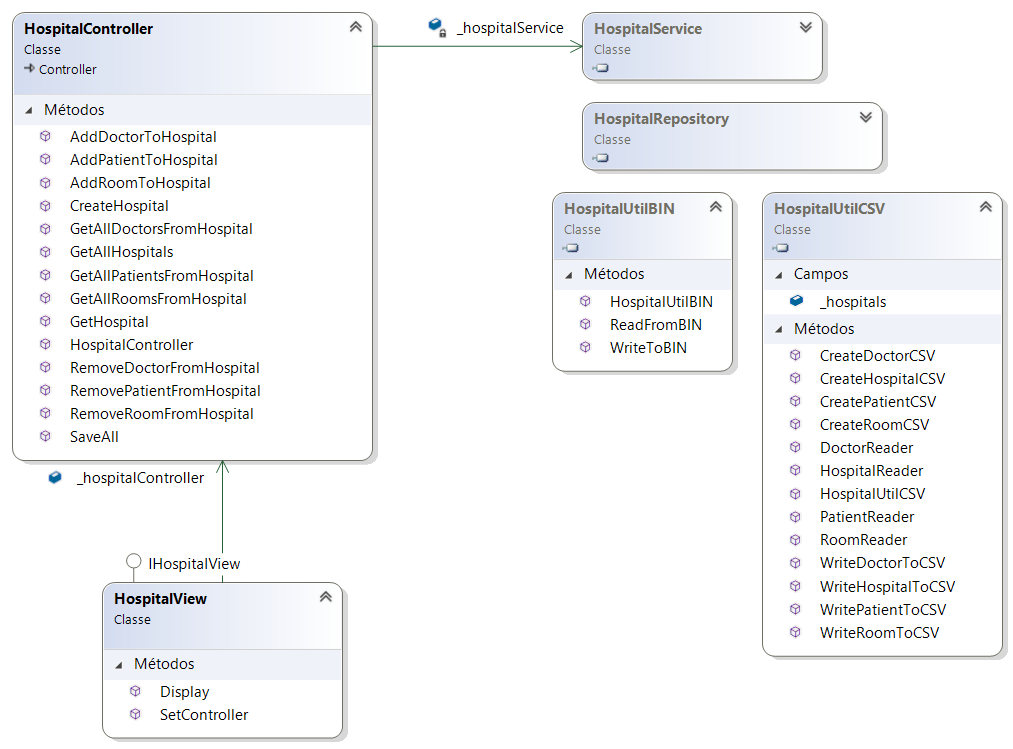 HospitalController
Classe
Controller
Métodos
AddDoctorToHospital
AddPatientToHospital
AddRoomToHospital
CreateHospital
GetAllDoctorsFromHospital
GetAllHospitals
GetAllPatientsFromHospital
GetAllRoomsFromHospital
GetHospital
HospitalController
RemoveDoctorFromHospital
RemovePatientFromHospital
RemoveRoomFromHospital
SaveAll
_hospitalService
HospitalService
Classe
HospitalRepository
Classe
HospitalUtilBIN
Classe
Métodos
HospitalUtilBIN
ReadFromBIN
WriteToBIN
HospitalUtilCSV
Classe
Campos
_hospitals
Métodos
CreateDoctorCSV
CreateHospitalCSV
CreatePatientCSV
CreateRoomCSV
DoctorReader
HospitalReader
HospitalUtilCSV
PatientReader
RoomReader
WriteDoctorToCSV
WriteHospitalToCSV
WritePatientToCSV
WriteRoomToCSV
_hospitalController
IHospitalView
HospitalView
Classe
Métodos
Display
SetController